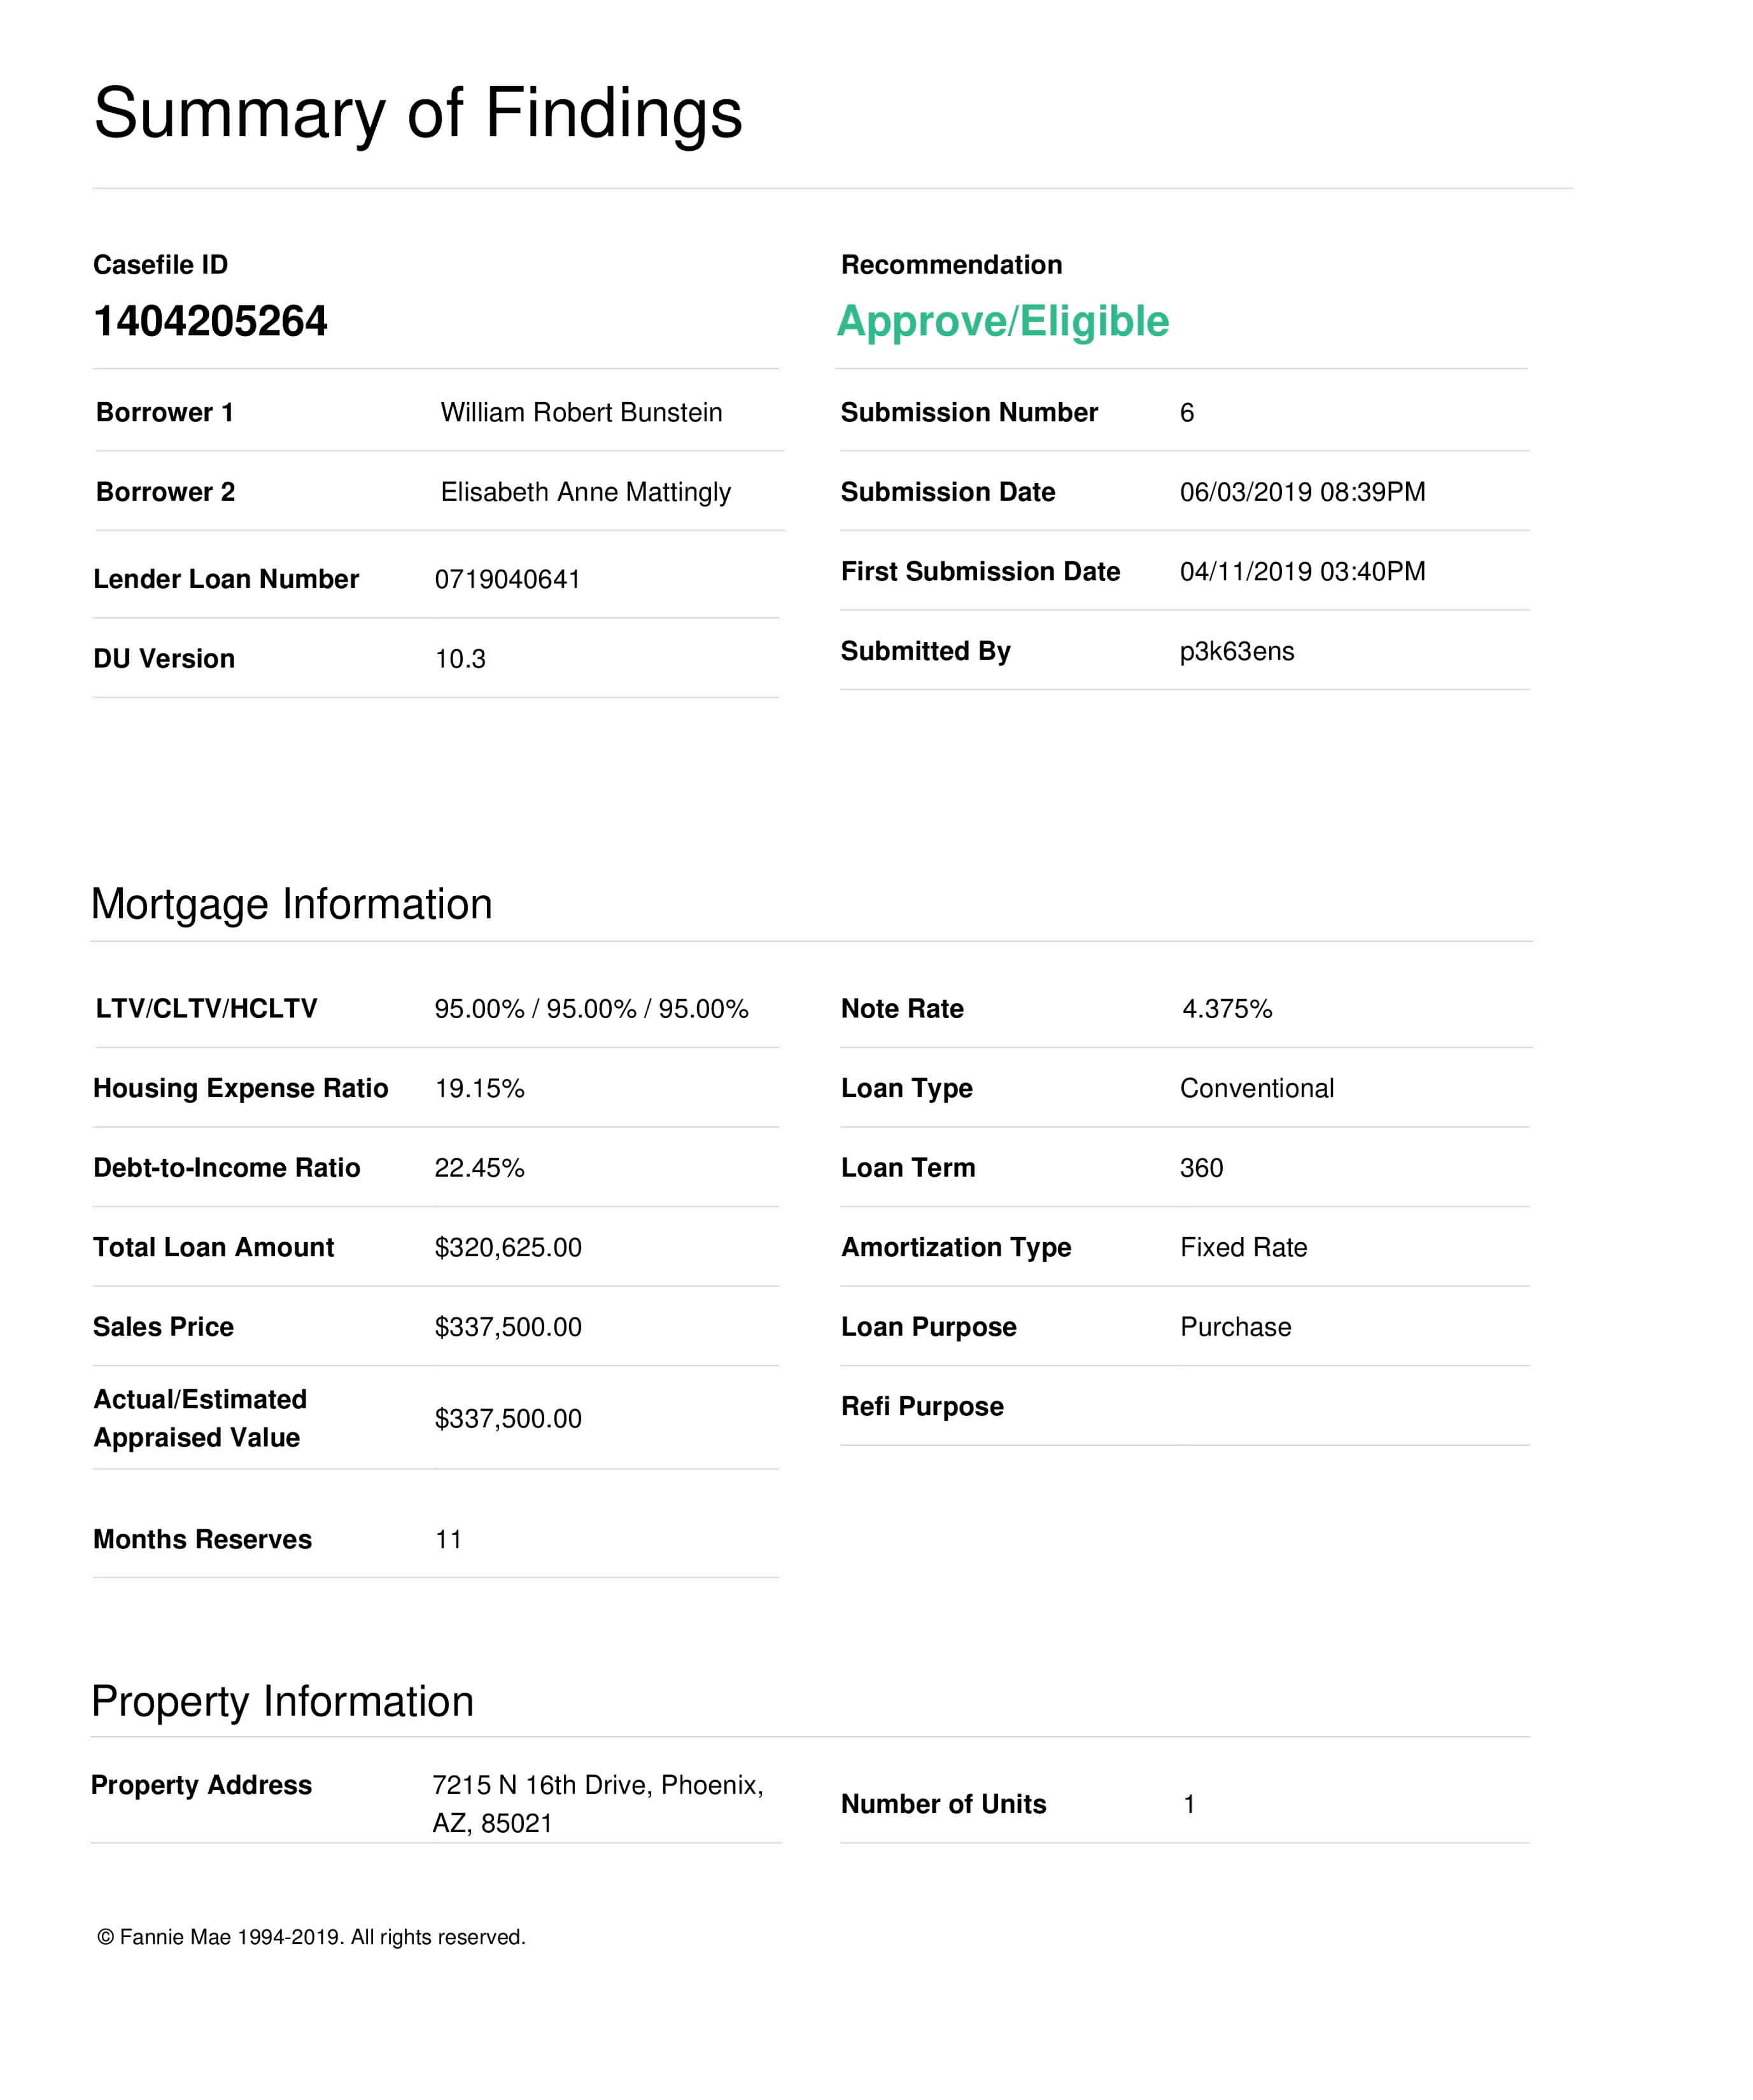 Summary of Findings
Casefile ID
1404205264
Recommendation
Approve/Eligible
Borrower 1 William Robert Bunstein
Borrower 2 Elisabeth Anne Mattingly
Lender Loan Number 0719040641
DU Version 10.3
Submission Number 6
Submission Date 06/03/2019 08:39PM
First Submission Date 04/11/2019 03:40PM
Submitted By p3k63ens
Mortgage Information
LTV/CLTV/HCLTV 95.00% / 95.00% / 95.00%
Housing Expense Ratio 19.15%
Debt-to-Income Ratio 22.45%
Total Loan Amount $320,625.00
Sales Price $337,500.00
Actual/Estimated
Appraised Value $337,500.00
Months Reserves 11
Note Rate 4.375%
Loan Type Conventional
Loan Term 360
Amortization Type Fixed Rate
Loan Purpose Purchase
Refi Purpose
Property Information
Property Address 7215 N 16th Drive, Phoenix,
AZ, 85021
Number of Units 1
© Fannie Mae 1994-2019. All rights reserved.